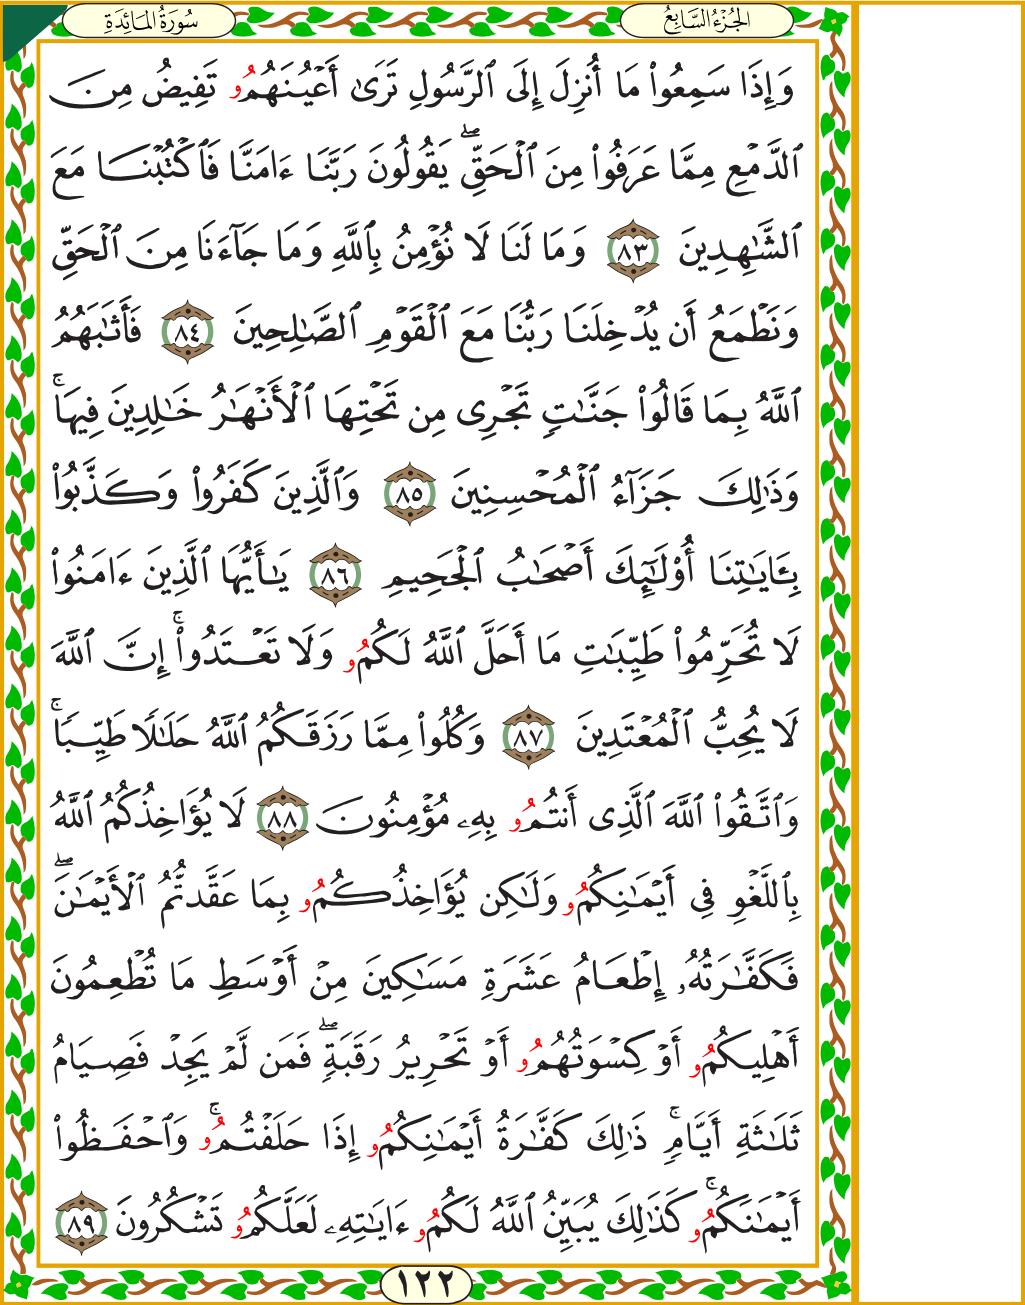 الجُزْءُ السَّابِعُ
سُورَةُ المَائِدَةِ
وَإِذَا سَمِعُواْ مَا أُنزِلَ إِلَى ٱلرَّسُولِ تَرَىٰ أَعْيُنَهُمُۥ تَفِيضُ مِنَ
ٱلدَّمْعِ مِمَّا عَرَفُواْ مِنَ ٱلْحَقِّۖ يَقُولُونَ رَبَّنَا ءَامَنَّا فَٱكْتُبْنَا مَعَ
ٱلشَّٰهِدِينَ ٨٣ وَمَا لَنَا لَا نُؤْمِنُ بِٱللَّهِ وَمَا جَآءَنَا مِنَ ٱلْحَقِّ
وَنَطْمَعُ أَن يُدْخِلَنَا رَبُّنَا مَعَ ٱلْقَوْمِ ٱلصَّٰلِحِينَ ٨٤ فَأَثَٰبَهُمُ
ٱللَّهُ بِمَا قَالُواْ جَنَّٰتٍ تَجْرِى مِن تَحْتِهَا ٱلْأَنْهَٰرُ خَٰلِدِينَ فِيهَاۚ
وَذَٰلِكَ جَزَآءُ ٱلْمُحْسِنِينَ ٨٥ وَٱلَّذِينَ كَفَرُواْ وَكَذَّبُواْ
بِـَٔايَٰتِنَا أُوْلَٰٓئِكَ أَصْحَٰبُ ٱلْجَحِيمِ ٨٦ يَٰأَيُّهَا ٱلَّذِينَ ءَامَنُواْ
لَا تُحَرِّمُواْ طَيِّبَٰتِ مَا أَحَلَّ ٱللَّهُ لَكُمُۥ وَلَا تَعْتَدُواْۚ إِنَّ ٱللَّهَ
لَا يُحِبُّ ٱلْمُعْتَدِينَ ٨٧ وَكُلُواْ مِمَّا رَزَقَكُمُ ٱللَّهُ حَلَٰلًا طَيِّبًاۚ
وَٱتَّقُواْ ٱللَّهَ ٱلَّذِى أَنتُمُۥ بِهِۦ مُؤْمِنُونَ ٨٨ لَا يُؤَاخِذُكُمُ ٱللَّهُ
بِٱللَّغْوِ فِى أَيْمَٰنِكُمُۥ وَلَٰكِن يُؤَاخِذُكُمُۥ بِمَا عَقَّدتُّمُ ٱلْأَيْمَٰنَۖ
فَكَفَّٰرَتُهُۥ إِطْعَامُ عَشَرَةِ مَسَٰكِينَ مِنْ أَوْسَطِ مَا تُطْعِمُونَ
أَهْلِيكُمُۥ أَوْ كِسْوَتُهُمُۥ أَوْ تَحْرِيرُ رَقَبَةٍۖ فَمَن لَّمْ يَجِدْ فَصِيَامُ
ثَلَٰثَةِ أَيَّامٍۚ ذَٰلِكَ كَفَّٰرَةُ أَيْمَٰنِكُمُۥ إِذَا حَلَفْتُمُۥۚ وَٱحْفَظُواْ
أَيْمَٰنَكُمُۥۚ كَذَٰلِكَ يُبَيِّنُ ٱللَّهُ لَكُمُۥ ءَايَٰتِهِۦ لَعَلَّكُمُۥ تَشْكُرُونَ ٨٩
١٢٢